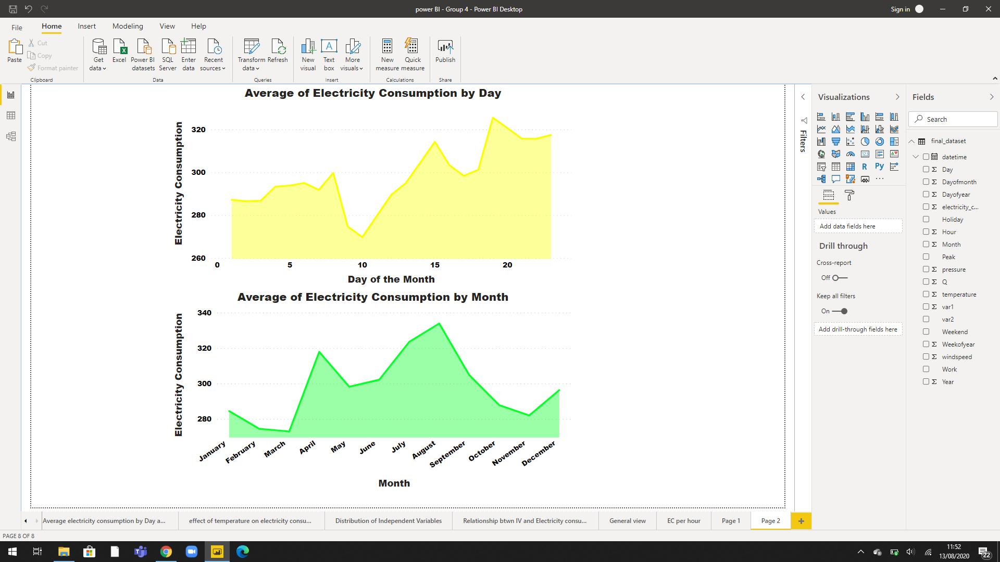 power BI - Group 4 - Power BI Desktop
Sign in
File
Home
Insert
Modeling
View
Help
Paste
Cut
Copy
Format painter
Clipboard
Get data
Excel
Power BI datasets
SQL Server
Enter data
Recent sources
Data
Transform data
Refresh
Queries
New visual
Text box
More visuals
Insert
New measure
Quick measure
Calculations
Publish
Share
Average of Electricity Consumption by Day
Electricity Consumption
320
300
280
260
0 5 10 15 20
Day of the Month
Average of Electricity Consumption by Month
Electricity Consumption
340
320
300
280
January February March April May June July August September October November December
Month
Filters
Visualizations
123
R
Py
Values
Add data fields here
Drill through
Cross-report
Off
Keep all filters
On
Add drill-through fields here
Fields
Search
final_dataset
datetime
Day
Dayofmonth
Dayofyear
electricity_c...
Holiday
Hour
Month
Peak
pressure
Q
temperature
var1
var2
Weekend
Weekofyear
windspeed
Work
Year
Average electricity consumption by Day a...
effect of temperature on electricity consu...
Distribution of Independent Variables
Relationship btwn IV and Electricity consu...
General view
EC per hour
Page 1
Page 2
PAGE 8 OF 8
11:52
13/08/2020
22